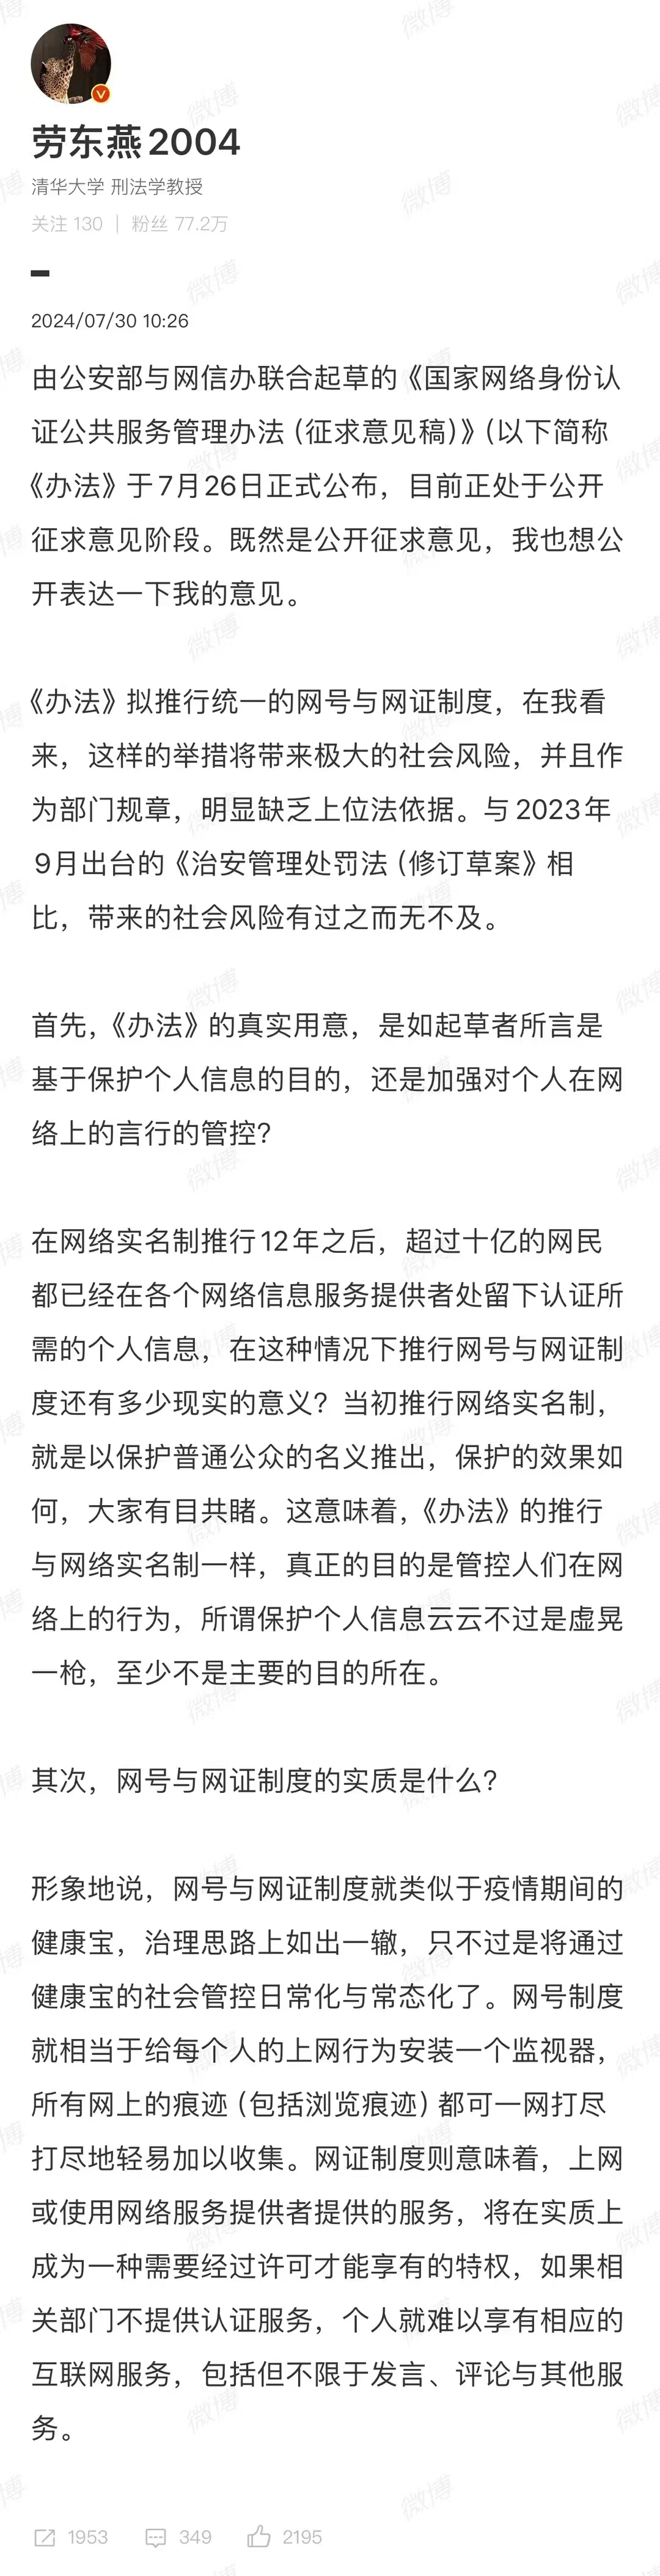 劳东燕2004
清华大学 刑法学教授
关注 130 | 粉丝 77.2万
2024/07/30 10:26
由公安部与网信办联合起草的《国家网络身份认
证公共服务管理办法（征求意见稿）》（以下简称
《办法》于7月26日正式公布，目前正处于公开
征求意见阶段。既然是公开征求意见，我也想公
开表达一下我的意见。
《办法》拟推行统一的网号与网证制度，在我看
来，这样的举措将带来极大的社会风险，并且作
为部门规章，明显缺乏上位法依据。与2023年
9月出台的《治安管理处罚法（修订草案》相
比，带来的社会风险有过之而无不及。
首先，《办法》的真实用意，是如起草者所言是
基于保护个人信息的目的，还是加强对个人在网
络上的言行的管控？
在网络实名制推行12年之后，超过十亿的网民
都已经在各个网络信息服务提供者处留下认证所
需的个人信息，在这种情况下推行网号与网证制
度还有多少现实的意义？当初推行网络实名制，
就是以保护普通公众的名义推出，保护的效果如
何，大家有目共睹。这意味着，《办法》的推行
与网络实名制一样，真正的目的是管控人们在网
络上的行为，所谓保护个人信息云云不过是虚晃
一枪，至少不是主要的目的所在。
其次，网号与网证制度的实质是什么？
形象地说，网号与网证制度就类似于疫情期间的
健康宝，治理思路上如出一辙，只不过是将通过
健康宝的社会管控日常化与常态化了。网号制度
就相当于给每个人的上网行为安装一个监视器，
所有网上的痕迹（包括浏览痕迹）都可一网打尽
打尽地轻易加以收集。网证制度则意味着，上网
或使用网络服务提供者提供的服务，将在实质上
成为一种需要经过许可才能享有的特权，如果相
关部门不提供认证服务，个人就难以享有相应的
互联网服务，包括但不限于发言、评论与其他服
务。
1953 349 2195
微博